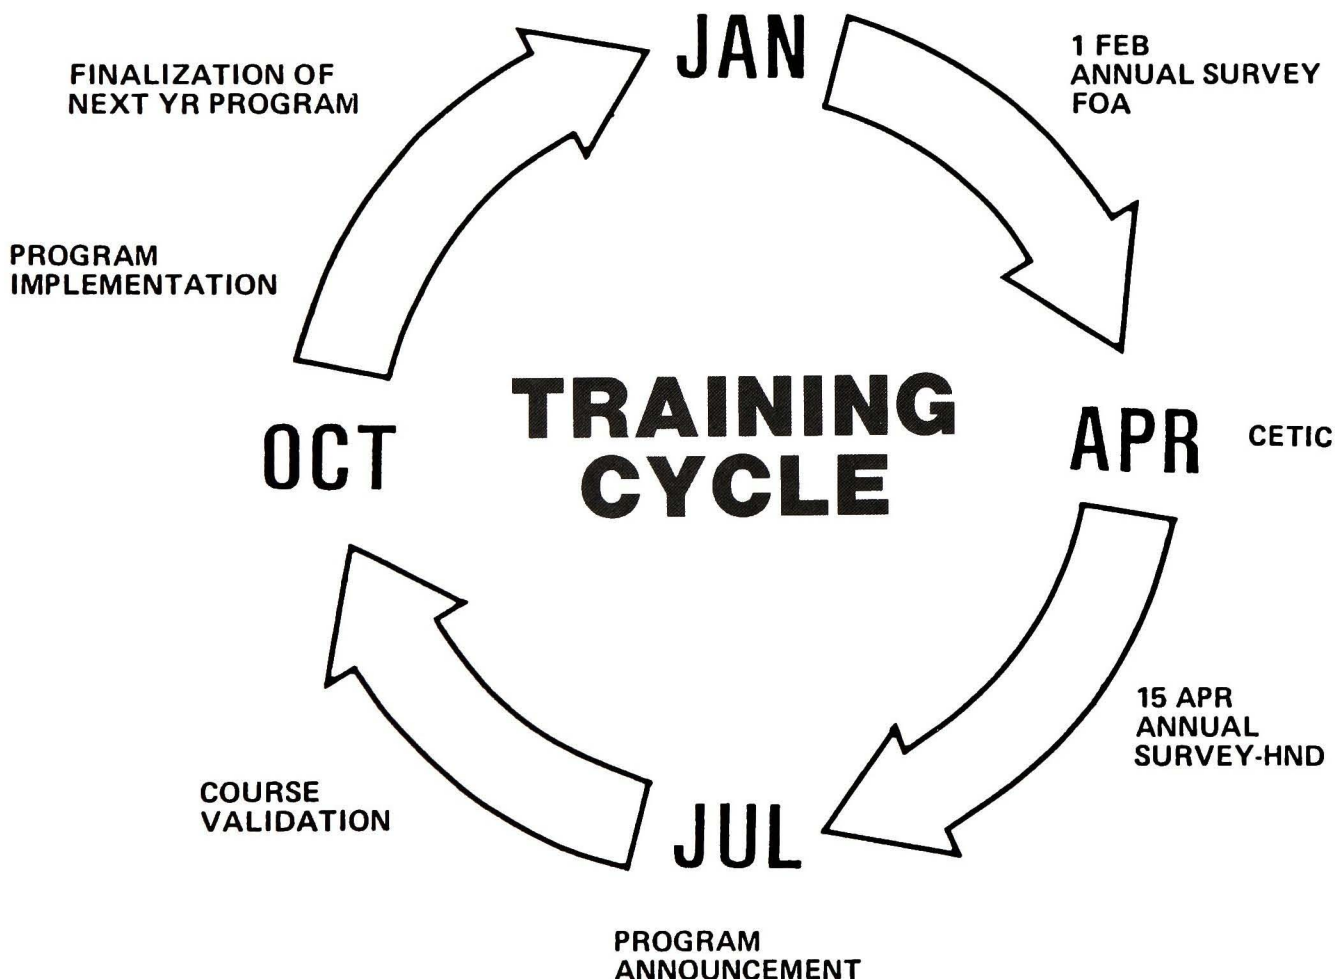 JAN
1 FEB
ANNUAL SURVEY
FOA
FINALIZATION OF
NEXT YR PROGRAM
PROGRAM
IMPLEMENTATION
TRAINING
CYCLE
OCT
APR
CETIC
15 APR
ANNUAL
SURVEY-HND
COURSE
VALIDATION
JUL
PROGRAM
ANNOUNCEMENT